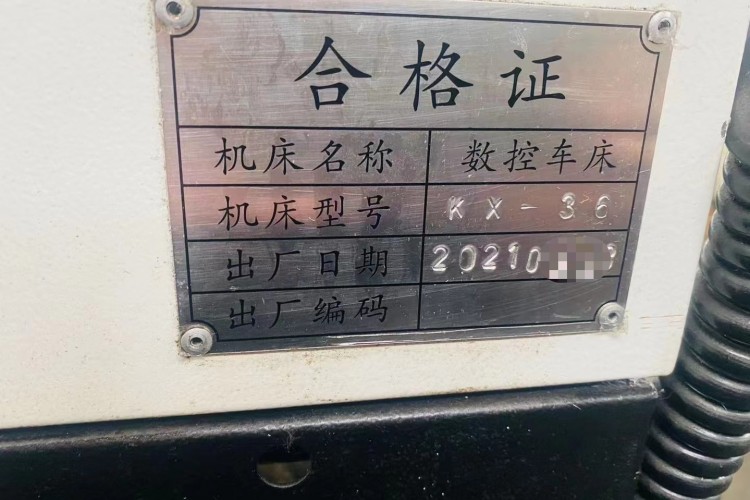 合格证
机床名称 数控车床
机床型号 KX-36
出厂日期 20210
出厂编码